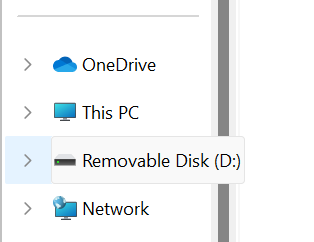 OneDrive
This PC
Removable Disk (D:)
Network